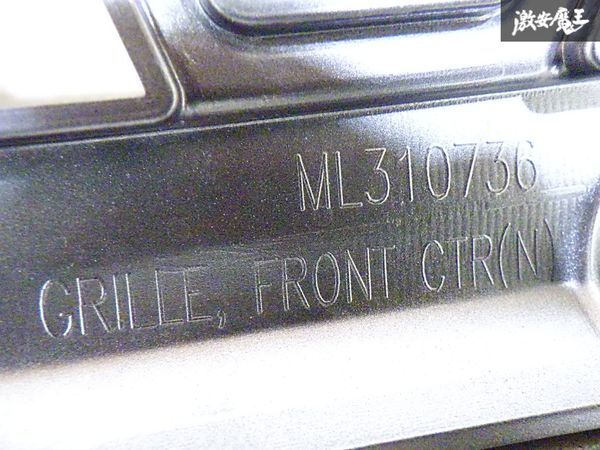 激安魔王
ML310736
GRILLE, FRONT CTR(N)